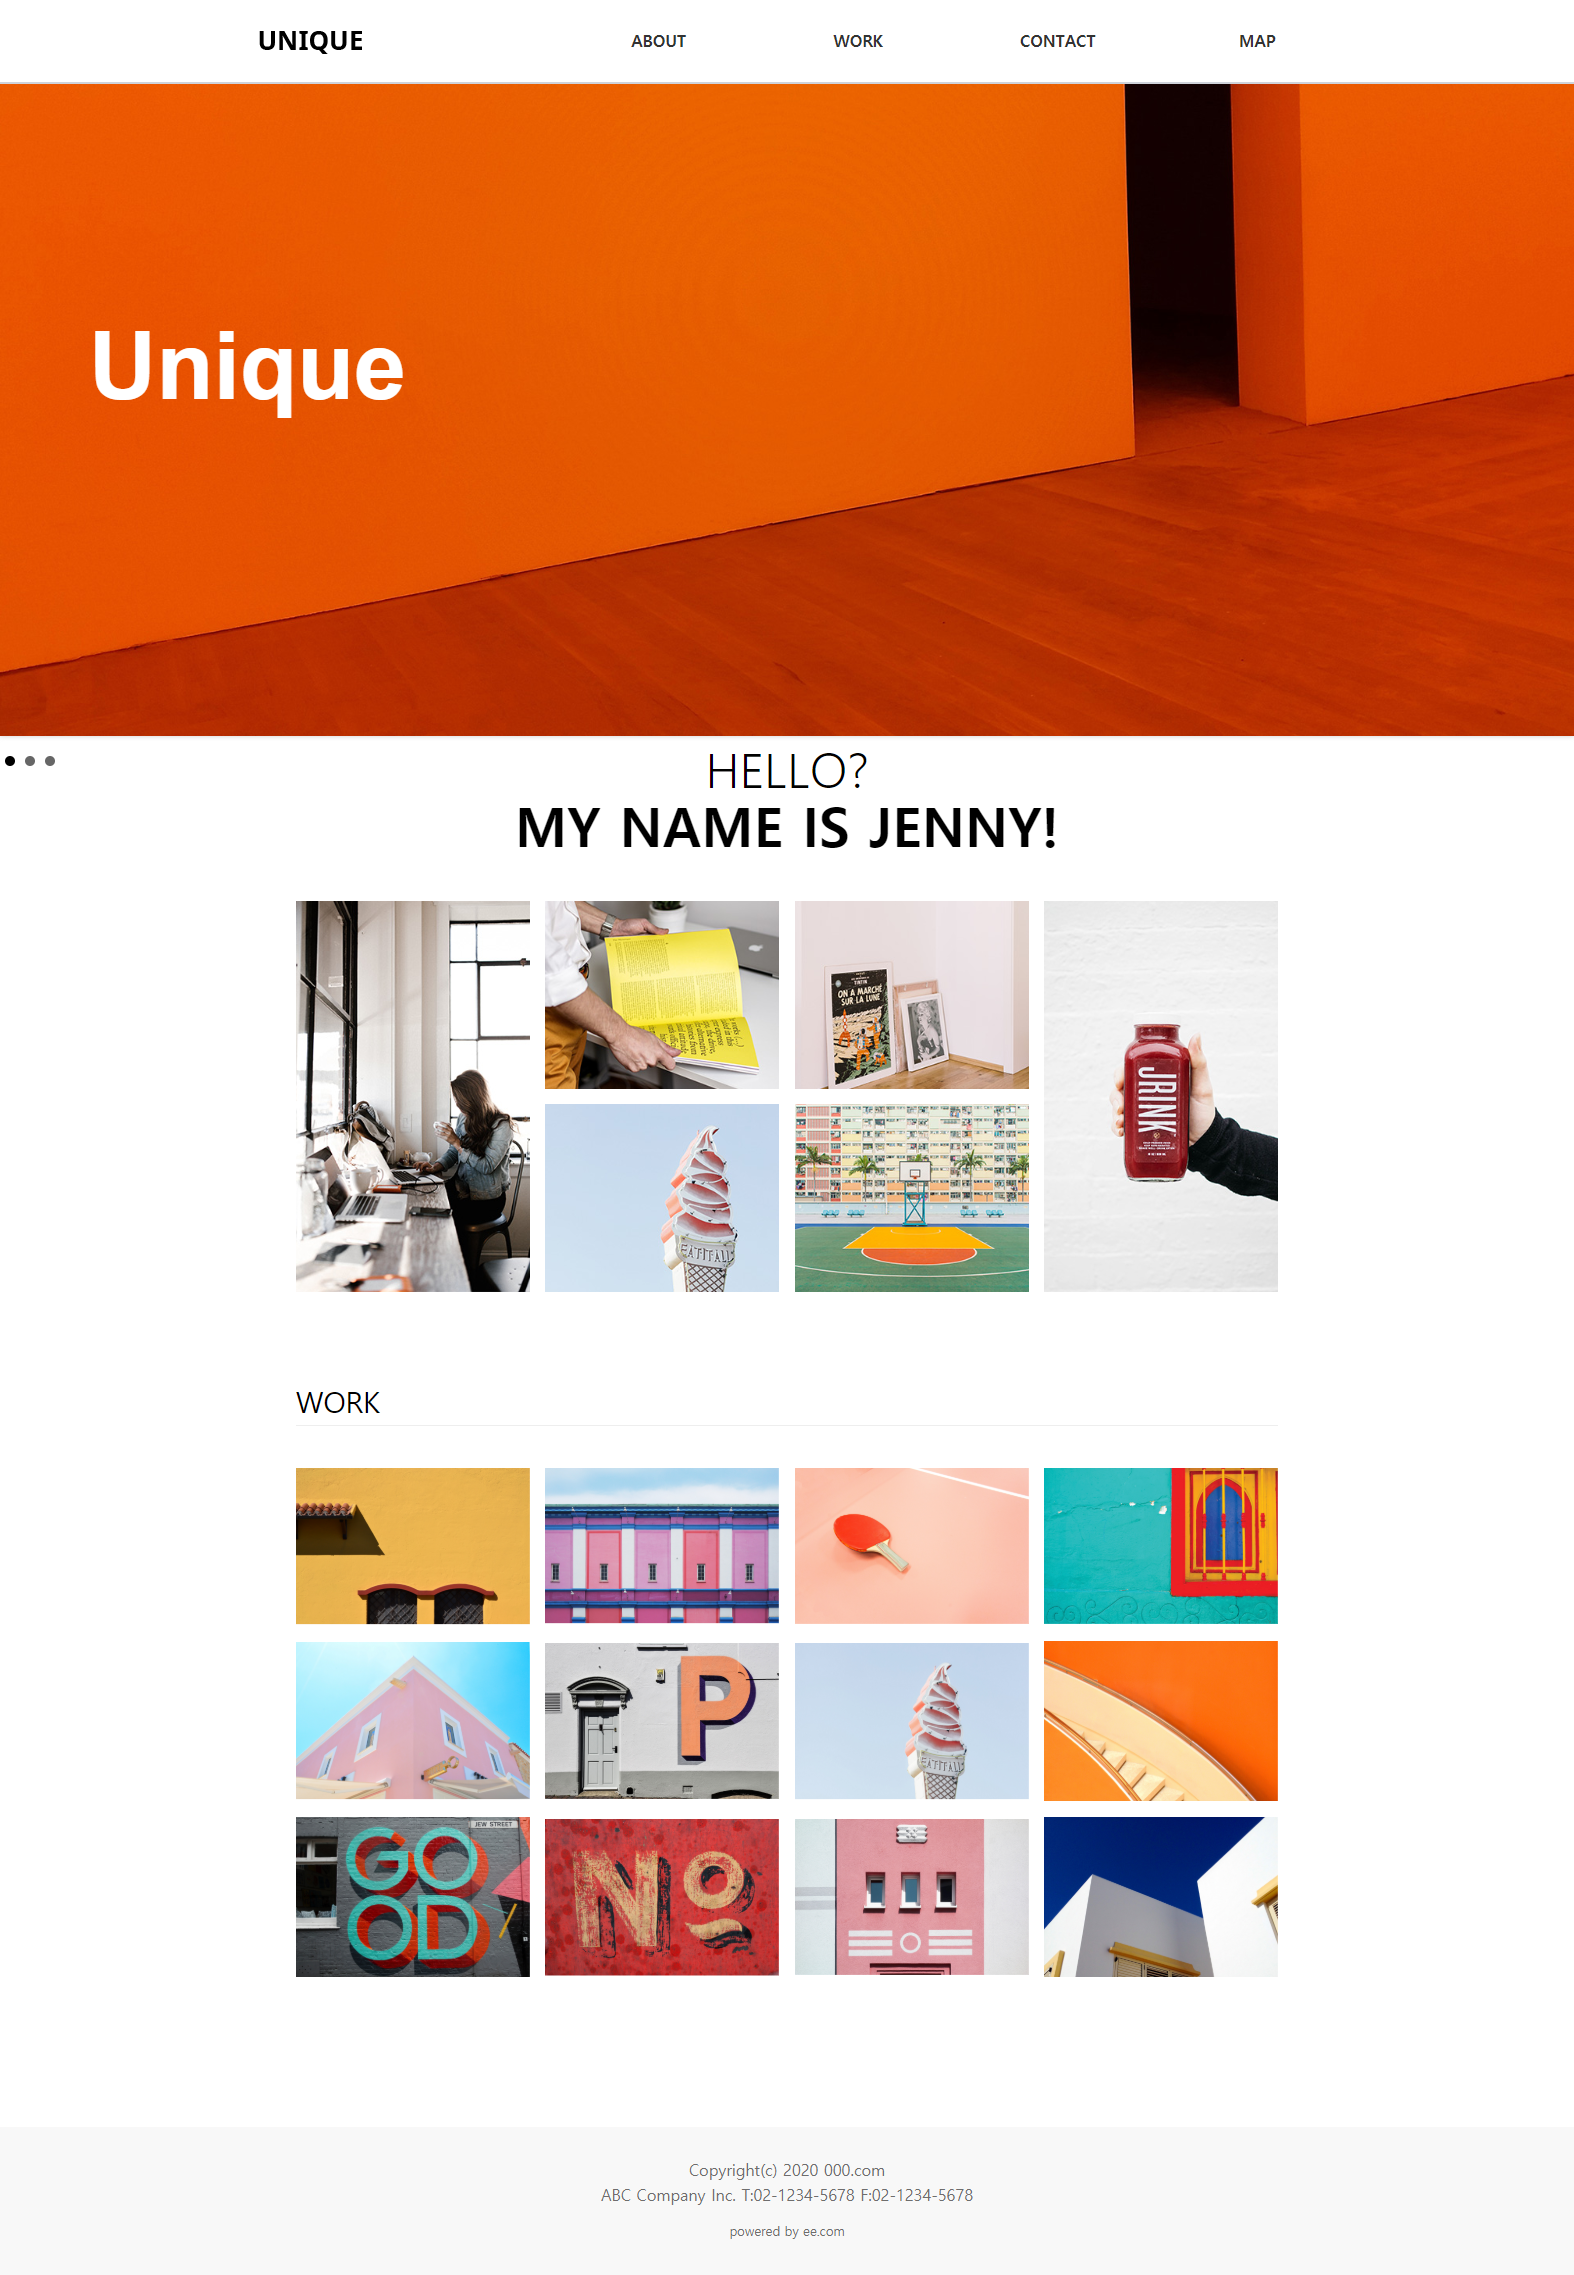 UNIQUE
ABOUT
WORK
CONTACT
MAP
Unique
HELLO?
MY NAME IS JENNY!
TINTIN
ON A MARCHÉ
SUR LA LUNE
JRINK
EATITALL
WORK
P
EATITALL
JEW STREET
GO
OD
No
Copyright(c) 2020 000.com
ABC Company Inc. T:02-1234-5678 F:02-1234-5678
powered by ee.com